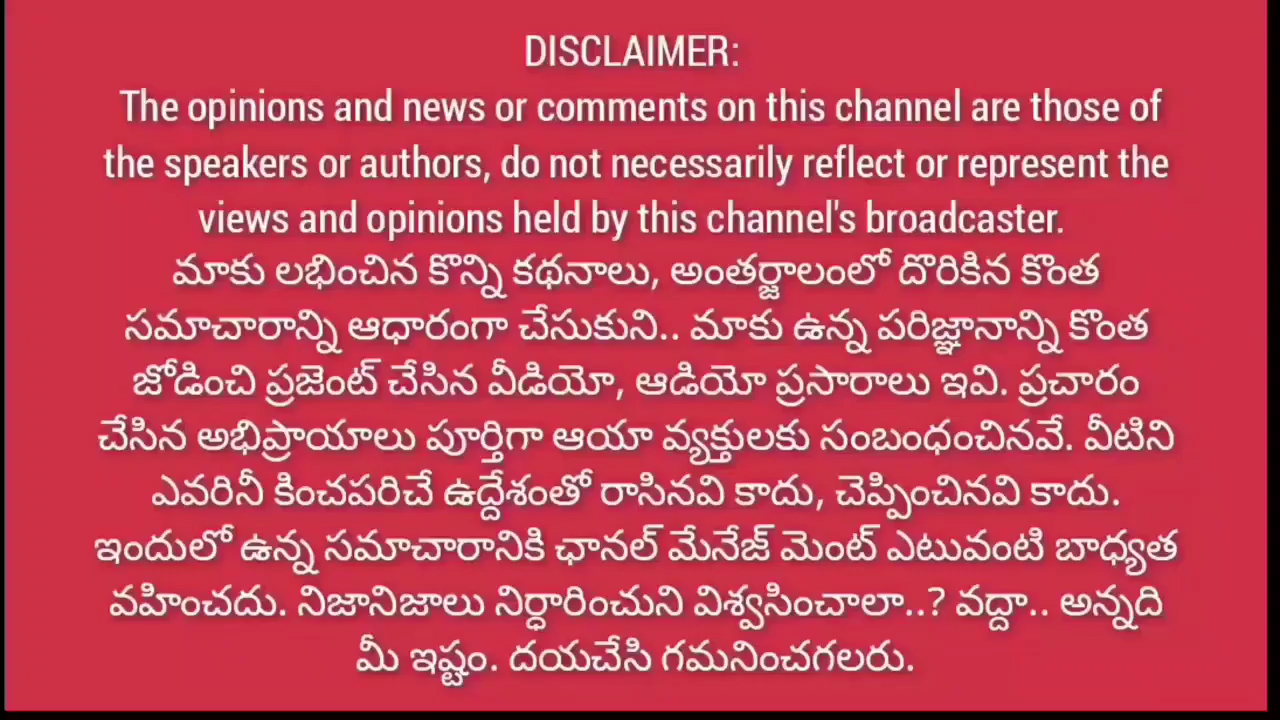 DISCLAIMER:
The opinions and news or comments on this channel are those of
the speakers or authors, do not necessarily reflect or represent the
views and opinions held by this channel's broadcaster.
మాకు లభించిన కొన్ని కథనాలు, అంతర్జాలంలో దొరికిన కొంత
సమాచారాన్ని ఆధారంగా చేసుకుని.. మాకు ఉన్న పరిజ్ఞానాన్ని కొంత
జోడించి ప్రజెంట్ చేసిన వీడియో, ఆడియో ప్రసారాలు ఇవి. ప్రచారం
చేసిన అభిప్రాయాలు పూర్తిగా ఆయా వ్యక్తులకు సంబంధంచినవే. వీటిని
ఎవరినీ కించపరిచే ఉద్దేశంతో రాసినవి కాదు, చెప్పించినవి కాదు.
ఇందులో ఉన్న సమాచారానికి ఛానల్ మేనేజ్ మెంట్ ఎటువంటి బాధ్యత
వహించదు. నిజానిజాలు నిర్ధారించుని విశ్వసించాలా..? వద్దా.. అన్నది
మీ ఇష్టం. దయచేసి గమనించగలరు.